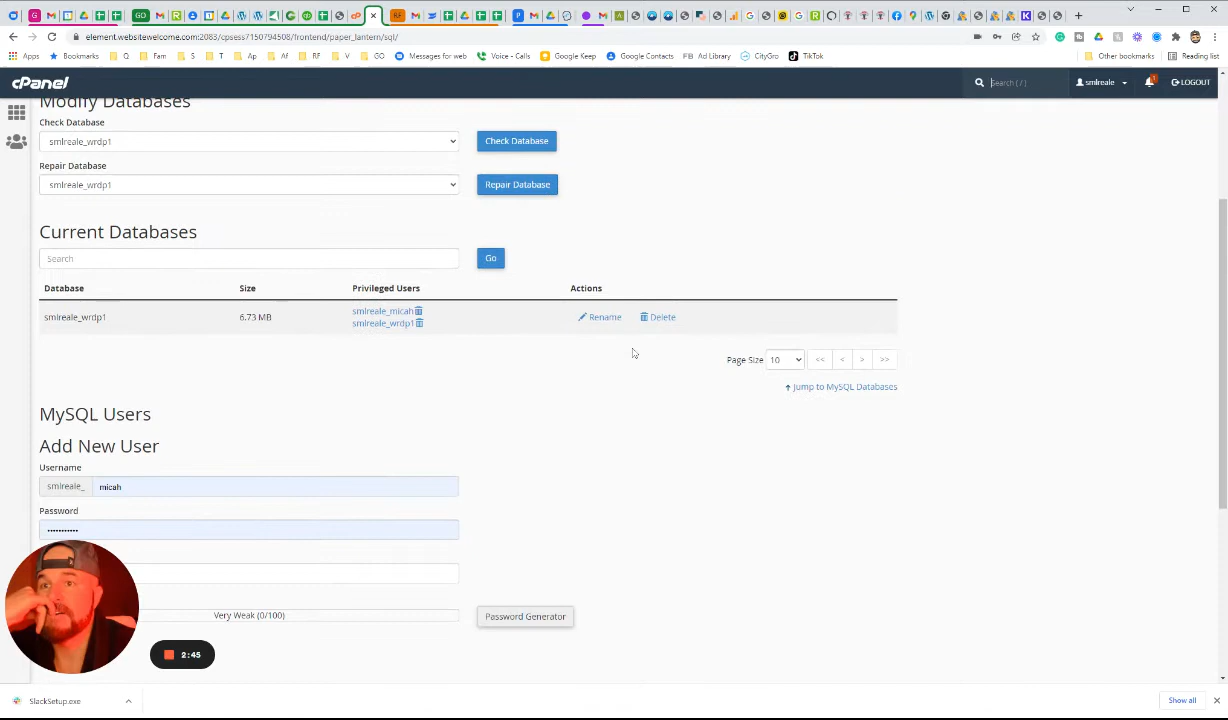 GO
RF
element.websitewelcome.com:2083/cpsess7150794508/frontend/paper_lantern/sql/
Apps Bookmarks Q Fam S T Ap Af RF V GO Messages for web Voice - Calls Google Keep Google Contacts Ad Library CityGro TikTok Other bookmarks Reading list
cPanel Search ( / ) smlreale 1 LOGOUT
Modify Databases
Check Database
smlreale_wrdp1 Check Database
Repair Database
smlreale_wrdp1 Repair Database
Current Databases
Search Go
Database Size Privileged Users Actions
smlreale_wrdp1 6.73 MB smlreale_micah Rename Delete
smlreale_wrdp1
Page Size 10 << < > >>
Jump to MySQL Databases
MySQL Users
Add New User
Username
smlreale_ micah
Password
•••••••••••
Very Weak (0/100) Password Generator
2:45
SlackSetup.exe Show all